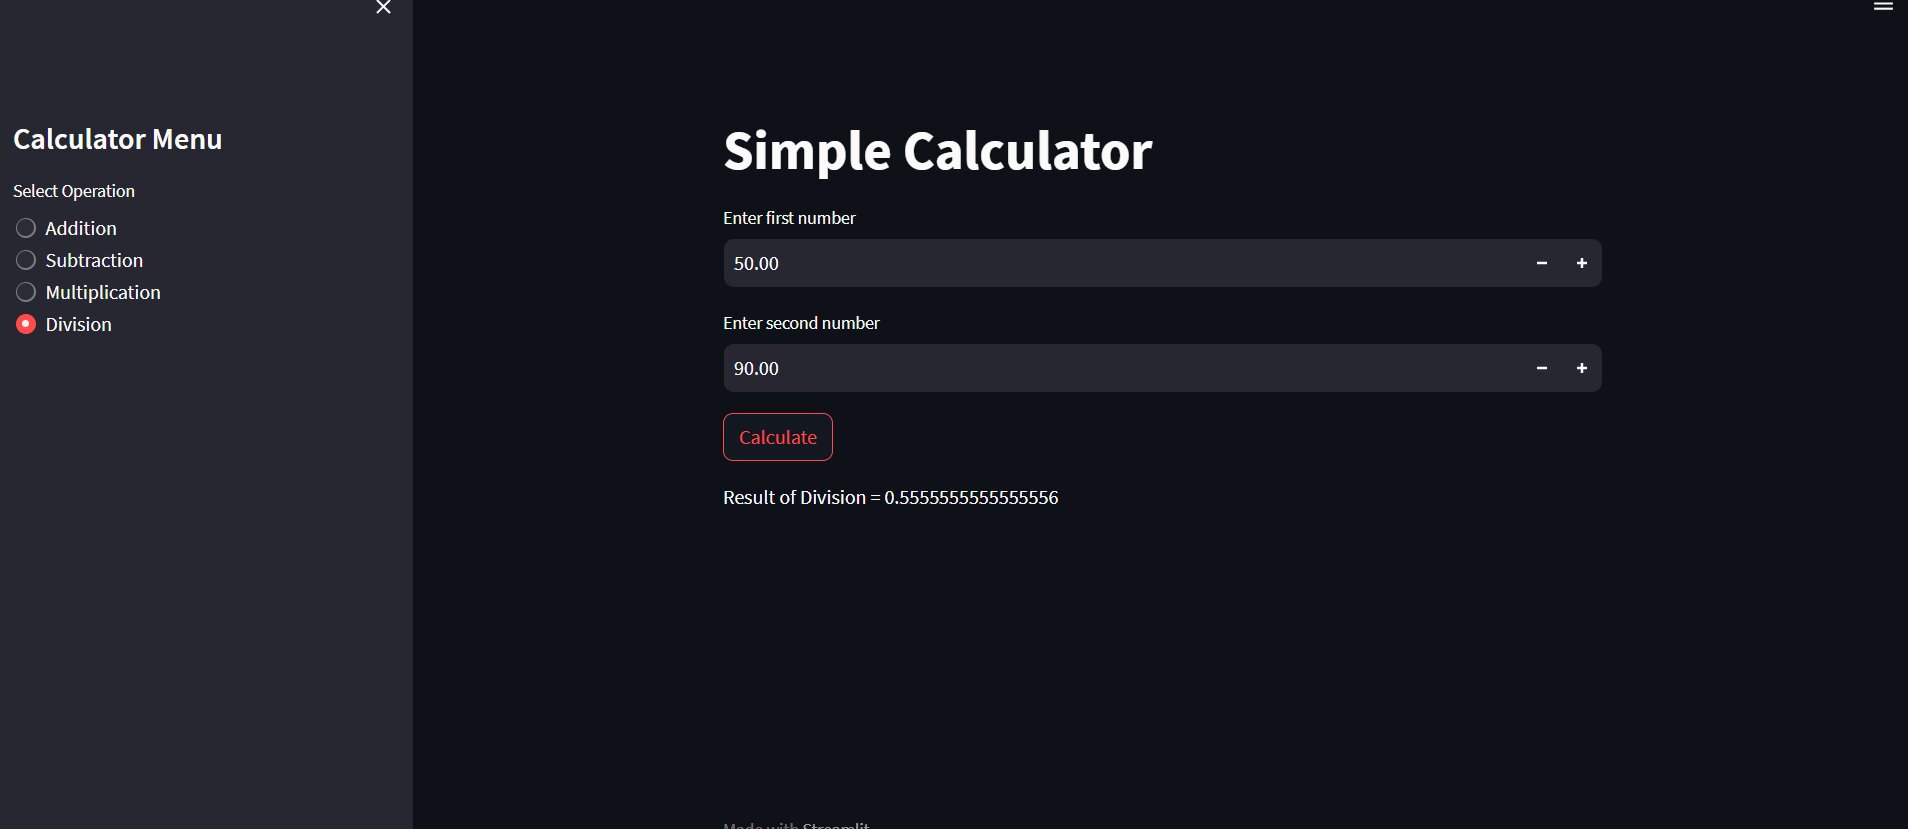 Calculator Menu
Select Operation
Addition
Subtraction
Multiplication
Division
Simple Calculator
Enter first number
50.00
Enter second number
90.00
Calculate
Result of Division = 0.5555555555555556
Made with Streamlit